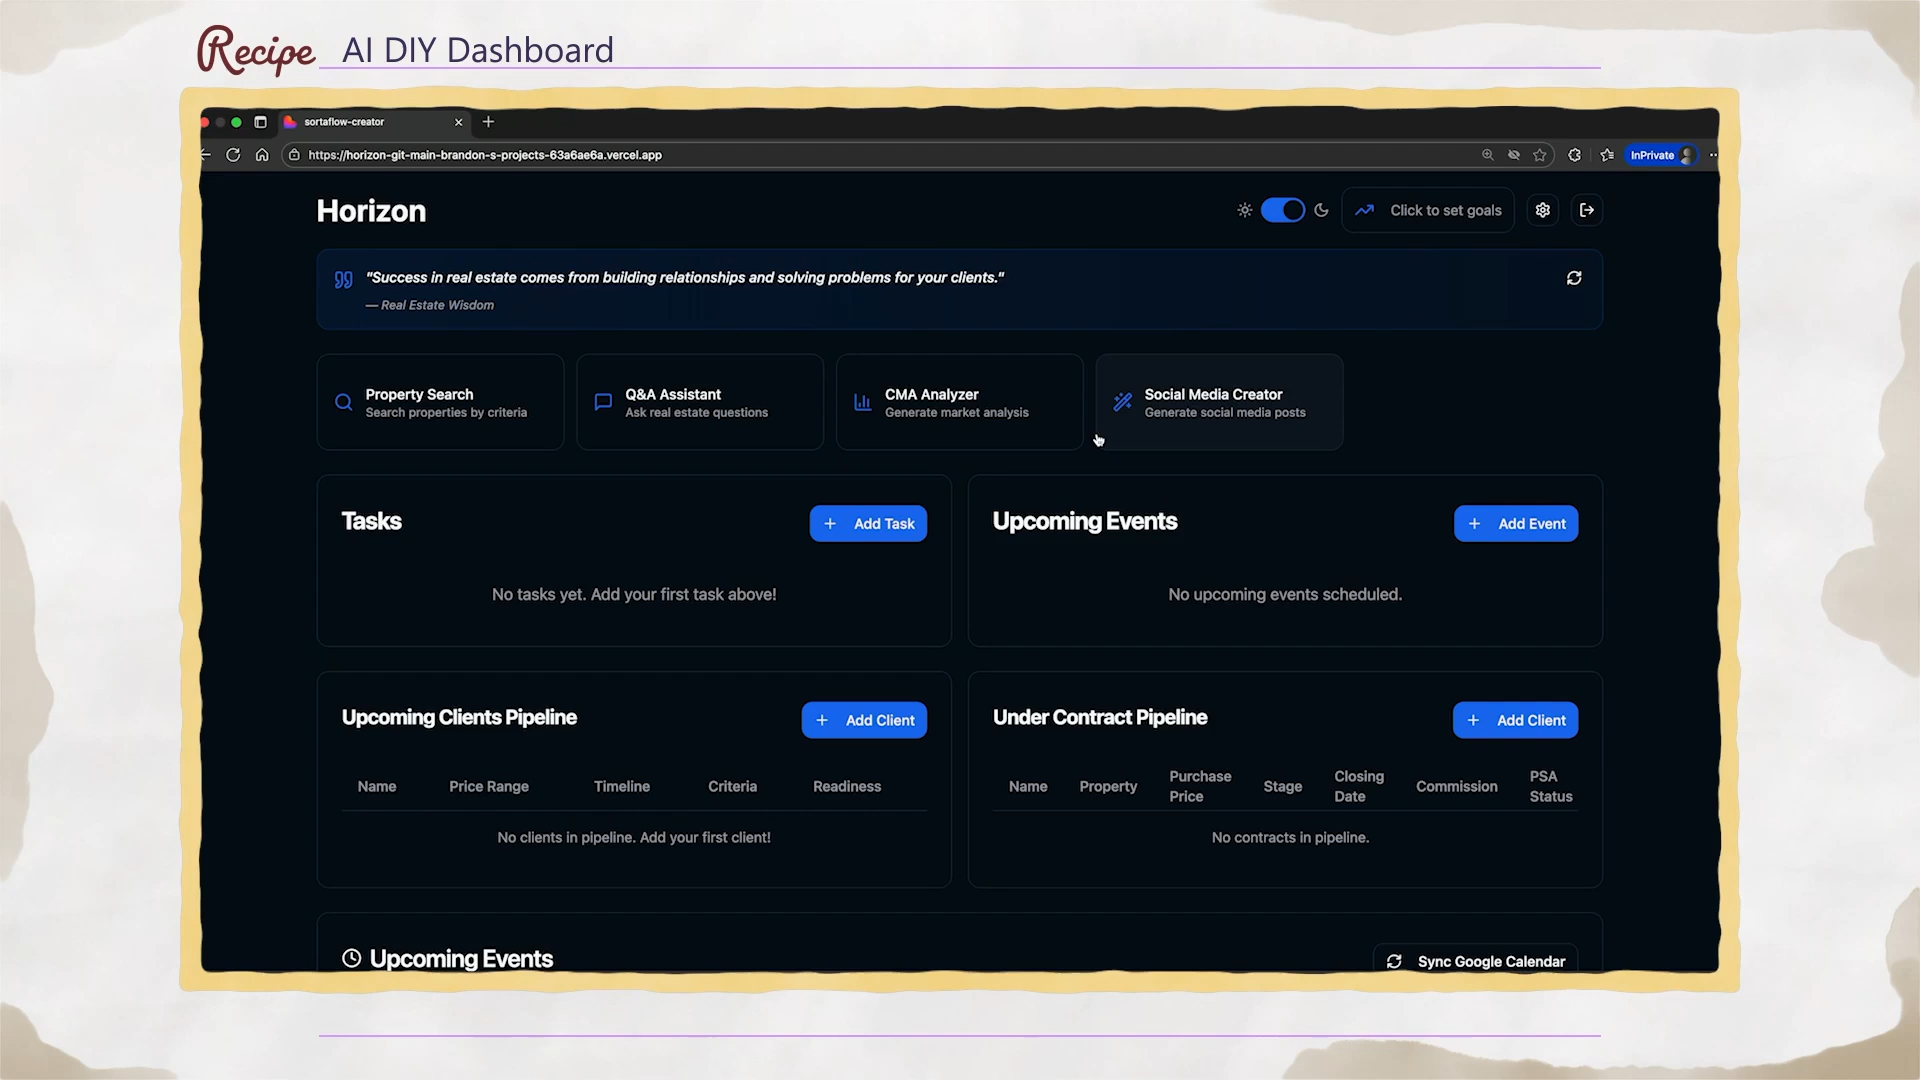 Recipe AI DIY Dashboard
sortaflow-creator
https://horizon-git-main-brandon-s-projects-63a6ae6a.vercel.app
InPrivate
Horizon
Click to set goals
"Success in real estate comes from building relationships and solving problems for your clients."
— Real Estate Wisdom
Property Search
Search properties by criteria
Q&A Assistant
Ask real estate questions
CMA Analyzer
Generate market analysis
Social Media Creator
Generate social media posts
Tasks
+ Add Task
No tasks yet. Add your first task above!
Upcoming Events
+ Add Event
No upcoming events scheduled.
Upcoming Clients Pipeline
+ Add Client
Name Price Range Timeline Criteria Readiness
No clients in pipeline. Add your first client!
Under Contract Pipeline
+ Add Client
Name Property Purchase Price Stage Closing Date Commission PSA Status
No contracts in pipeline.
Upcoming Events
Sync Google Calendar